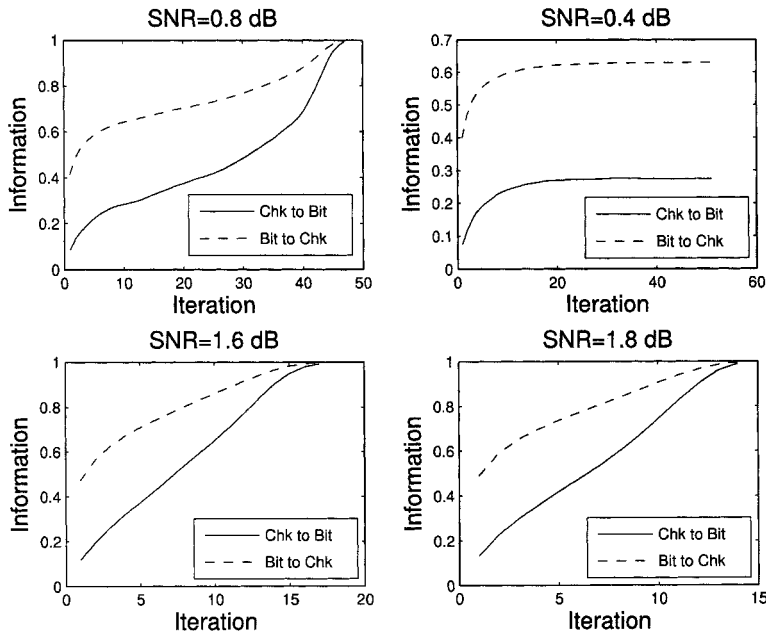 SNR=0.8 dB
1
0.8
0.6
0.4
0.2
0
0
10
20
30
40
50
Information
Iteration
Chk to Bit
Bit to Chk
SNR=0.4 dB
0.7
0.6
0.5
0.4
0.3
0.2
0.1
0
0
20
40
60
Information
Iteration
Chk to Bit
Bit to Chk
SNR=1.6 dB
1
0.8
0.6
0.4
0.2
0
0
5
10
15
20
Information
Iteration
Chk to Bit
Bit to Chk
SNR=1.8 dB
1
0.8
0.6
0.4
0.2
0
0
5
10
15
Information
Iteration
Chk to Bit
Bit to Chk